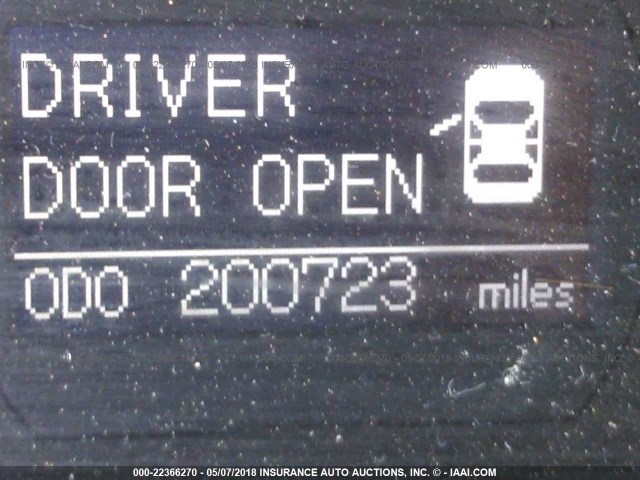 DRIVER
DOOR OPEN
ODO 200723 miles
000-22366270 - 05/07/2018 INSURANCE AUTO AUCTIONS, INC. © - IAAI.COM